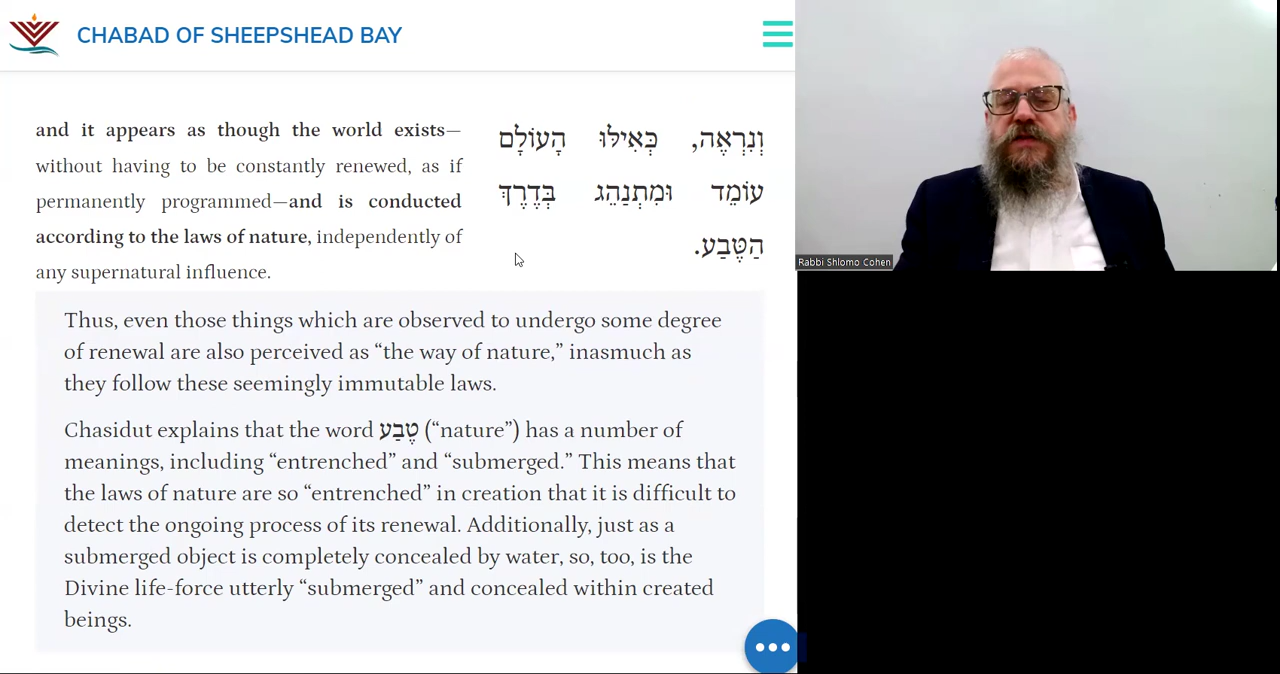 CHABAD OF SHEEPSHEAD BAY
and it appears as though the world exists—
without having to be constantly renewed, as if
permanently programmed—and is conducted
according to the laws of nature, independently of
any supernatural influence.
וְנִרְאֶה, כְּאִילּוּ הָעוֹלָם
עוֹמֵד וּמִתְנַהֵג בְּדֶרֶךְ
הַטֶּבַע.
Thus, even those things which are observed to undergo some degree
of renewal are also perceived as “the way of nature,” inasmuch as
they follow these seemingly immutable laws.
Chasidut explains that the word טֶבַע (“nature”) has a number of
meanings, including “entrenched” and “submerged.” This means that
the laws of nature are so “entrenched” in creation that it is difficult to
detect the ongoing process of its renewal. Additionally, just as a
submerged object is completely concealed by water, so, too, is the
Divine life-force utterly “submerged” and concealed within created
beings.
Rabbi Shlomo Cohen